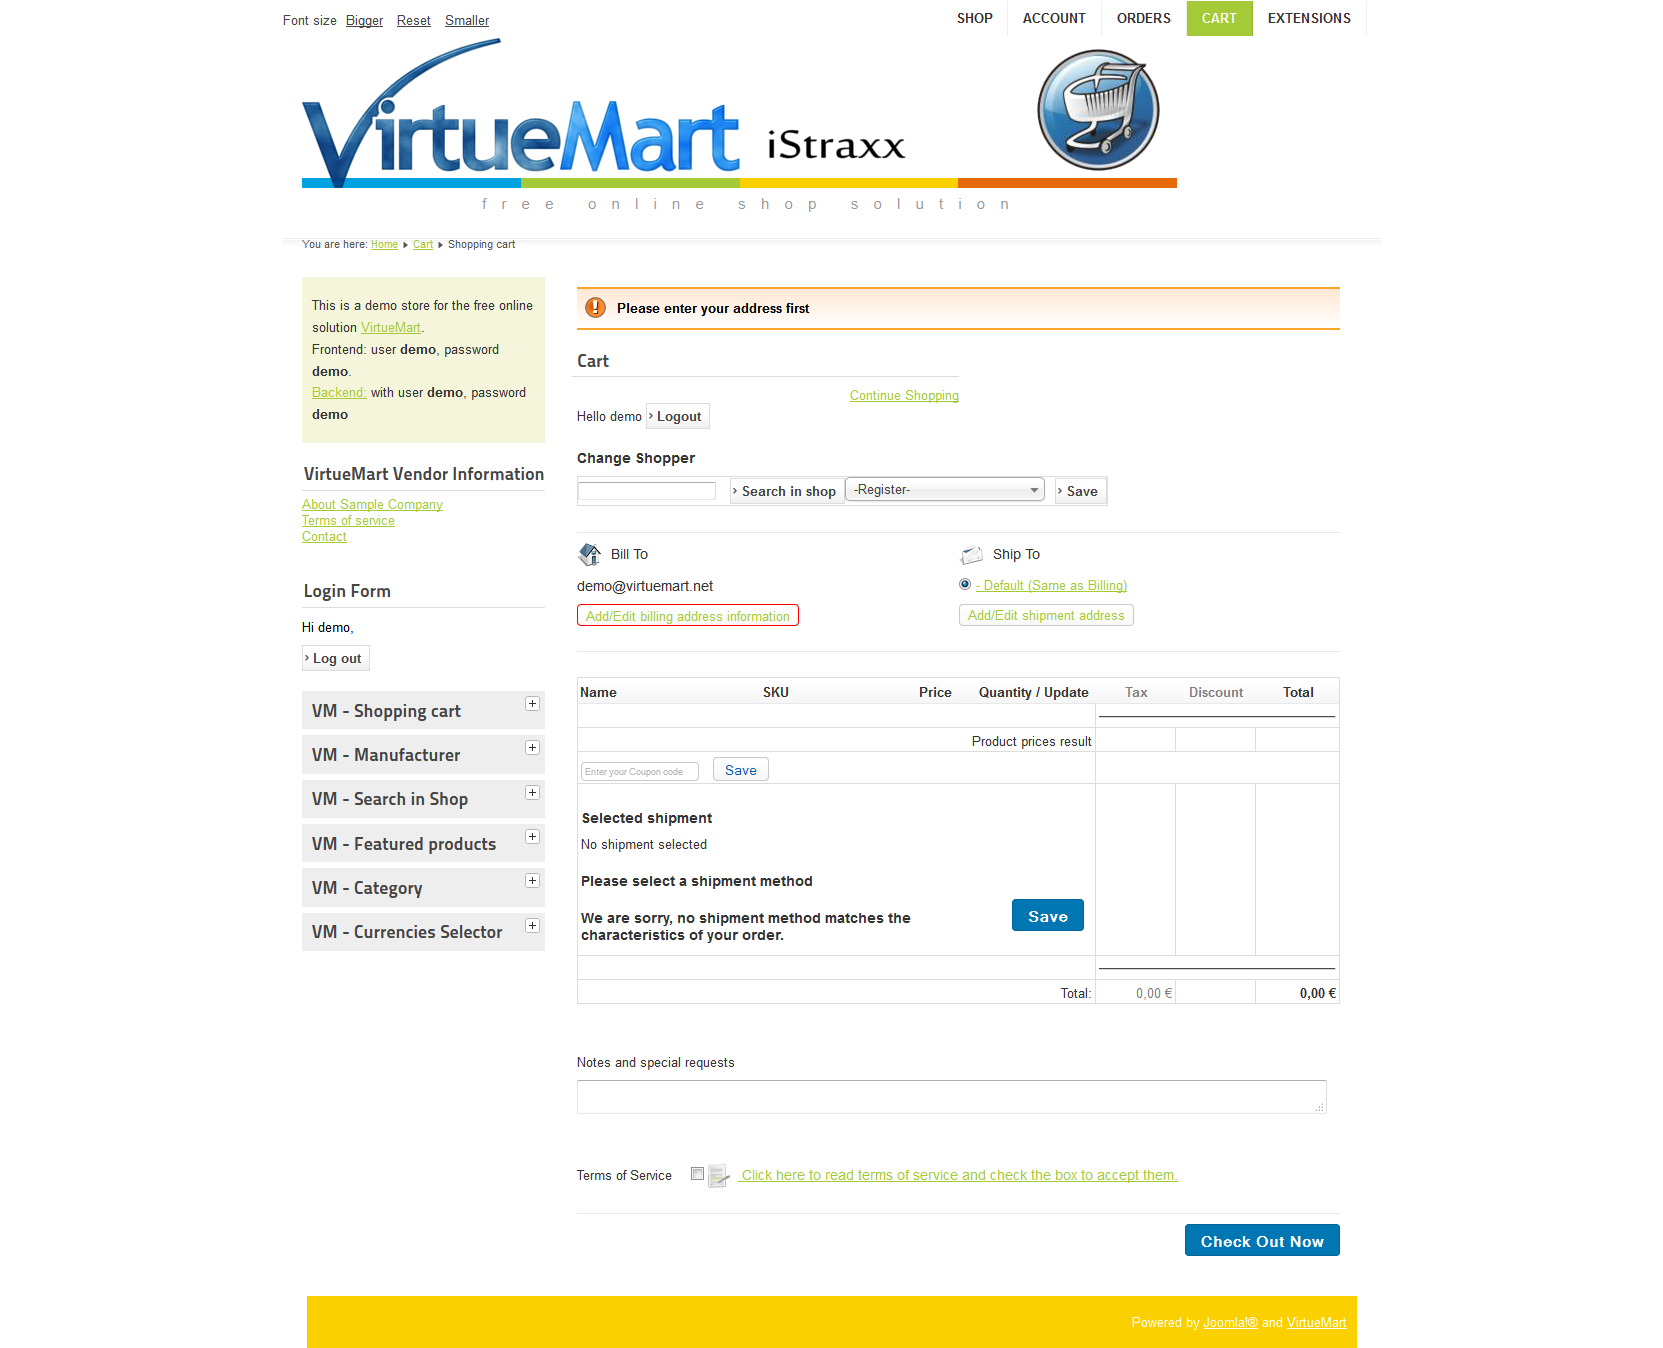 Font size Bigger Reset Smaller
SHOP ACCOUNT ORDERS CART EXTENSIONS
VirtueMart iStraxx
free online shop solution
You are here: Home Cart Shopping cart
This is a demo store for the free online
solution VirtueMart.
Frontend: user demo, password
demo.
Backend: with user demo, password
demo
VirtueMart Vendor Information
About Sample Company
Terms of service
Contact
Login Form
Hi demo,
Log out
VM - Shopping cart
VM - Manufacturer
VM - Search in Shop
VM - Featured products
VM - Category
VM - Currencies Selector
Please enter your address first
Cart
Continue Shopping
Hello demo Logout
Change Shopper
Search in shop -Register- Save
Bill To
demo@virtuemart.net
Add/Edit billing address information
Ship To
- Default (Same as Billing)
Add/Edit shipment address
Name SKU Price Quantity / Update Tax Discount Total
Product prices result
Enter your Coupon code Save
Selected shipment
No shipment selected
Please select a shipment method
We are sorry, no shipment method matches the
characteristics of your order.
Save
Total: 0,00 € 0,00 €
Notes and special requests
Terms of Service Click here to read terms of service and check the box to accept them.
Check Out Now
Powered by Joomla!® and VirtueMart